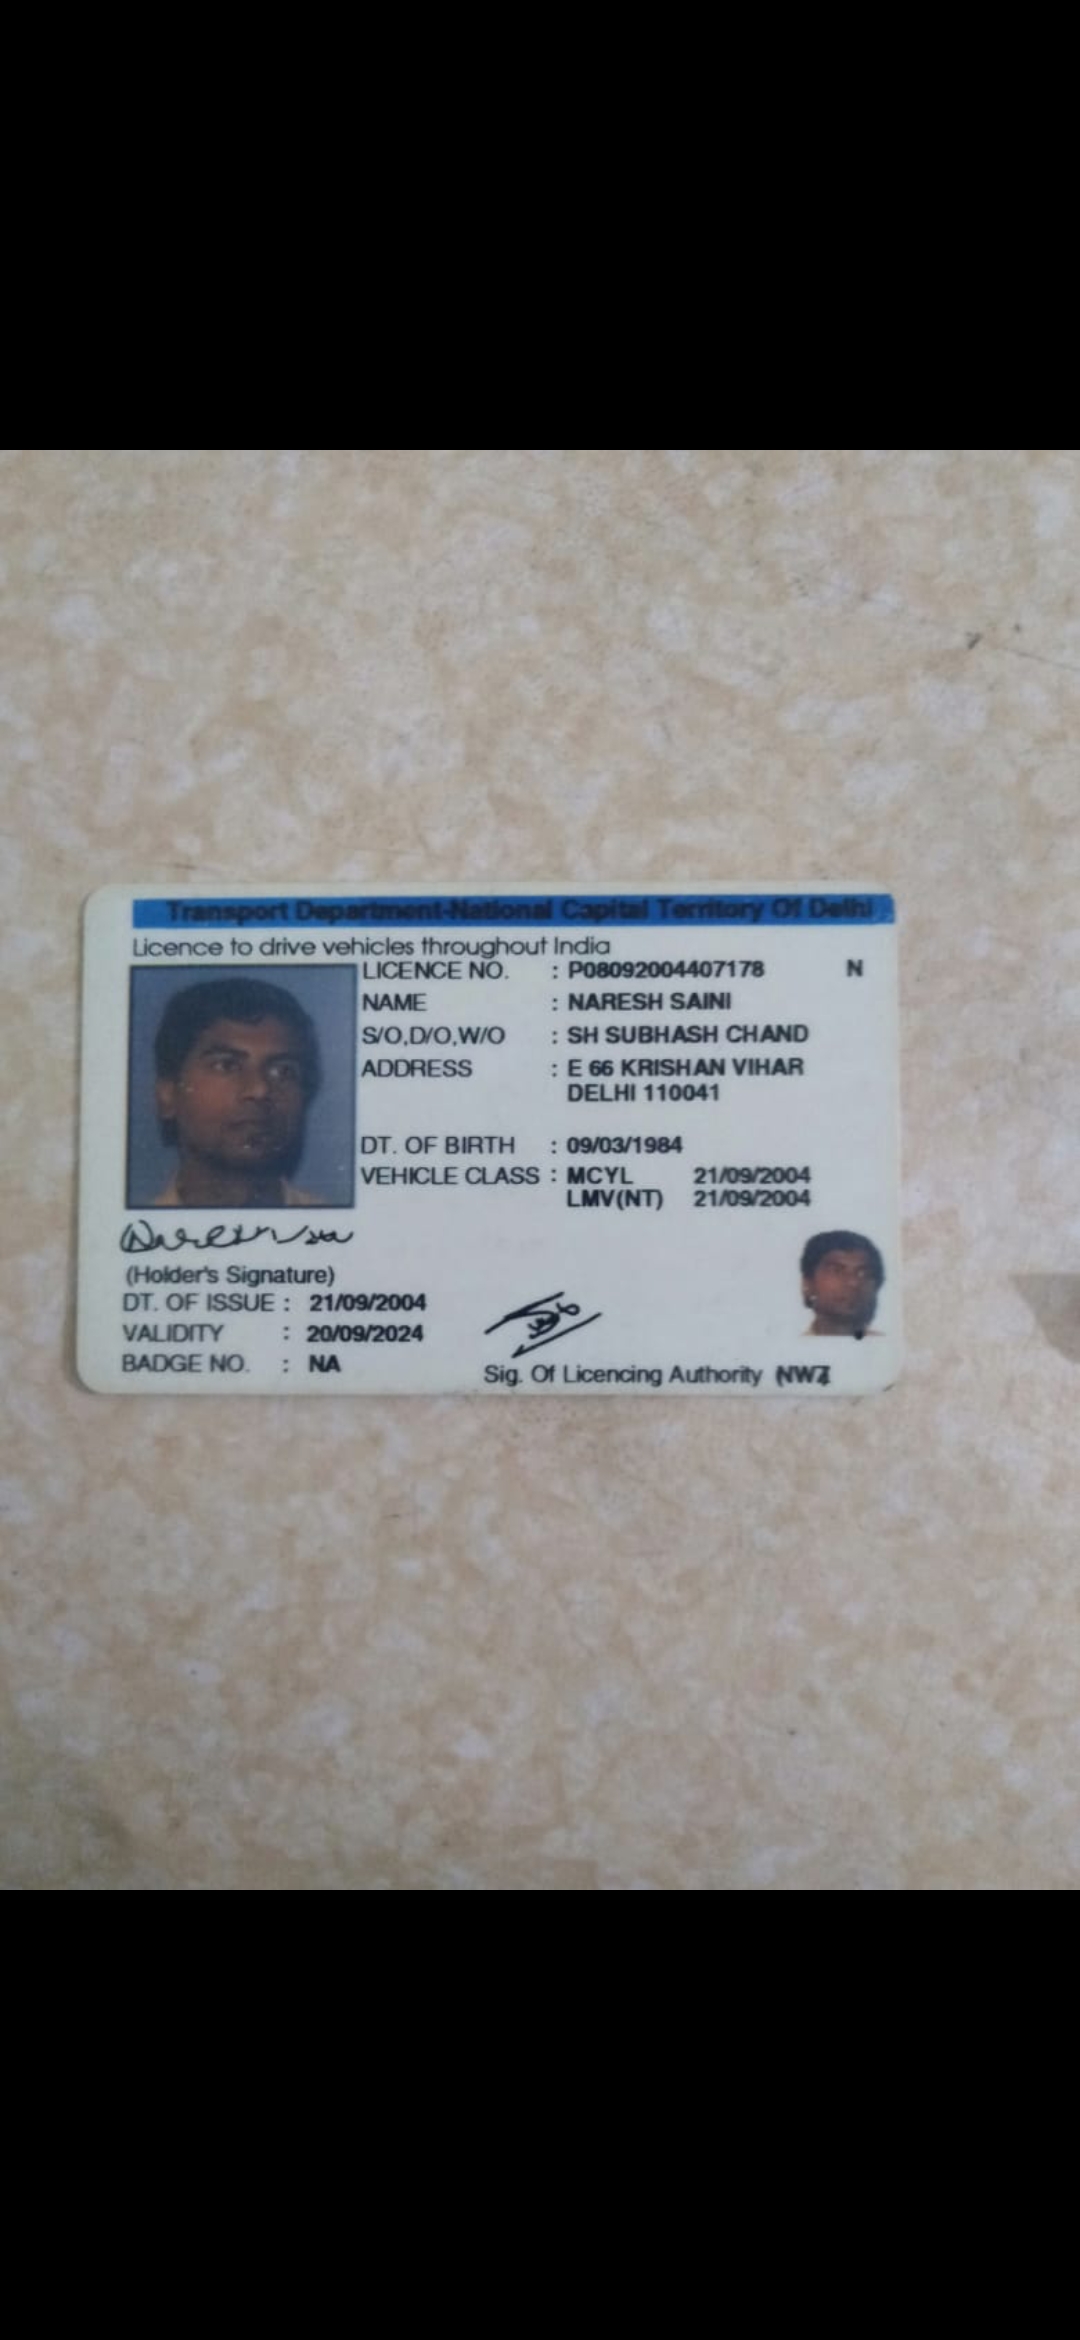 Transport Department-National Capital Territory Of Delhi
Licence to drive vehicles throughout India
LICENCE NO. : P08092004407178 N
NAME : NARESH SAINI
S/O,D/O,W/O : SH SUBHASH CHAND
ADDRESS : E 66 KRISHAN VIHAR
DELHI 110041
DT. OF BIRTH : 09/03/1984
VEHICLE CLASS : MCYL 21/09/2004
LMV(NT) 21/09/2004
(Holder's Signature)
DT. OF ISSUE : 21/09/2004
VALIDITY : 20/09/2024
BADGE NO. : NA
Sig. Of Licencing Authority